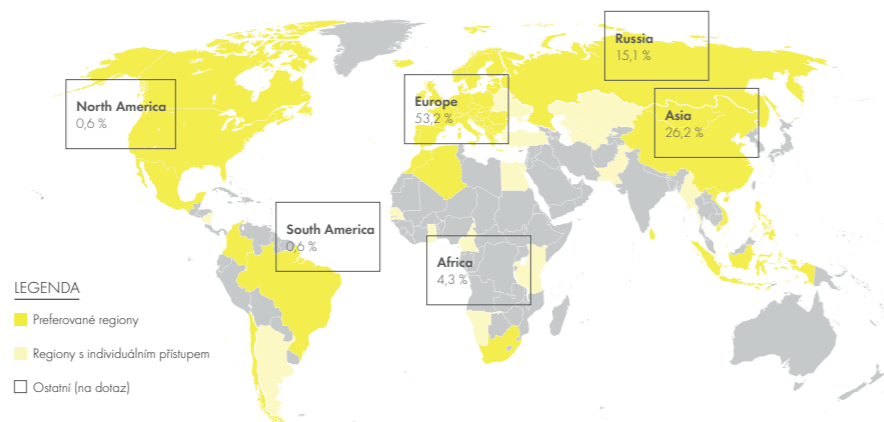 Russia
15,1 %
North America
0,6 %
Europe
53,2 %
Asia
26,2 %
South America
0,6 %
Africa
4,3 %
LEGENDA
Preferované regiony
Regiony s individuálním přístupem
Ostatní (na dotaz)